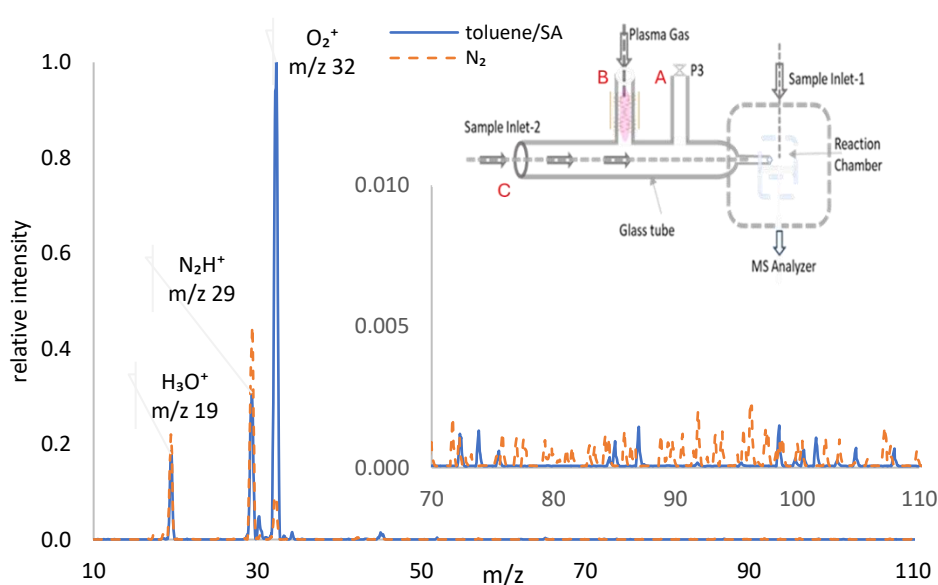 O₂⁺
m/z 32
toluene/SA
N₂
Plasma Gas
B
A
P3
Sample Inlet-1
Sample Inlet-2
Reaction
Chamber
C
Glass tube
MS Analyzer
N₂H⁺
m/z 29
H₃O⁺
m/z 19
relative intensity
1.0
0.8
0.6
0.4
0.2
0.0
10
30
50
70
90
110
m/z
0.010
0.005
0.000
70
80
90
100
110